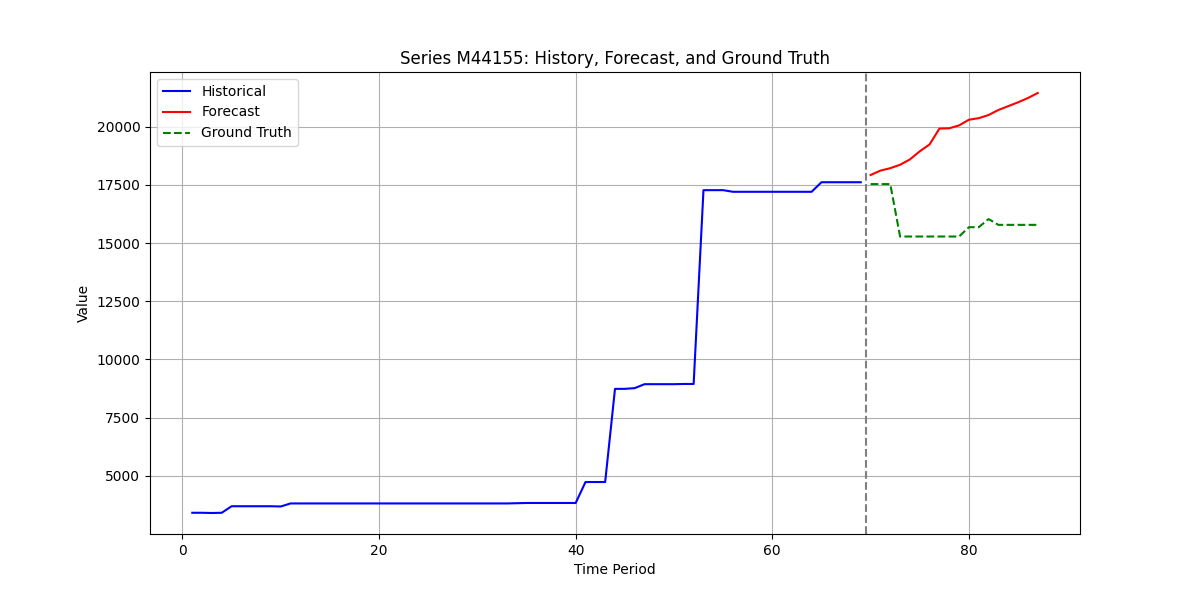 Series M44155: History, Forecast, and Ground Truth
Historical
Forecast
Ground Truth
20000
17500
15000
12500
10000
7500
5000
Value
0 20 40 60 80
Time Period